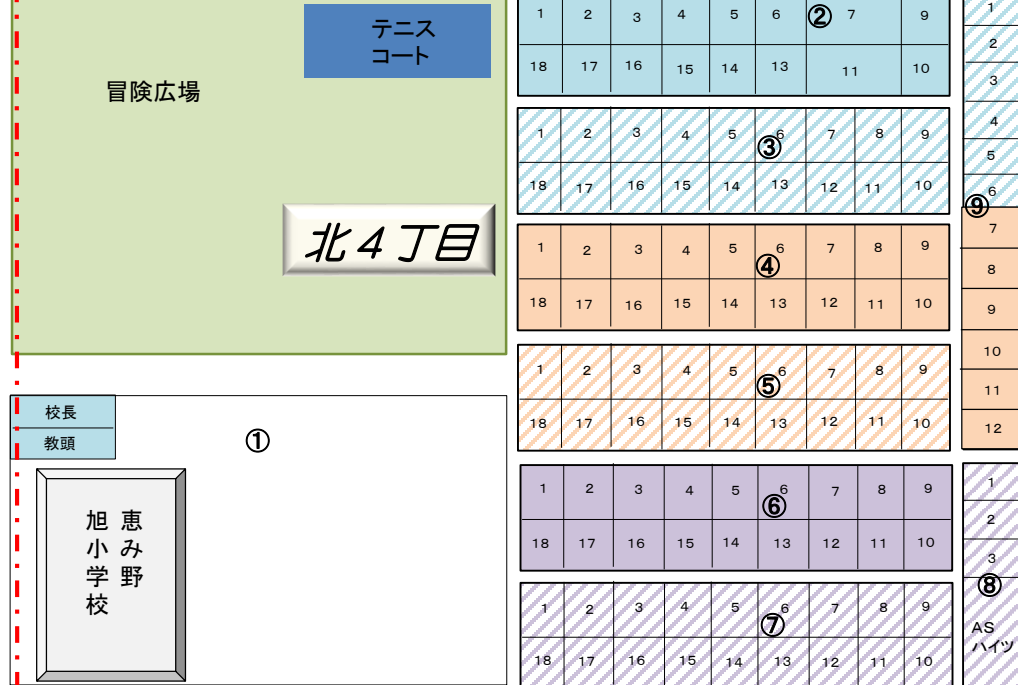 テニス
コート
冒険広場
北4丁目
校長
教頭
①
恵み野
旭小学校
②
1 2 3 4 5 6 7 9
18 17 16 15 14 13 11 10
③
1 2 3 4 5 6 7 8 9
18 17 16 15 14 13 12 11 10
④
1 2 3 4 5 6 7 8 9
18 17 16 15 14 13 12 11 10
⑤
1 2 3 4 5 6 7 8 9
18 17 16 15 14 13 12 11 10
⑥
1 2 3 4 5 6 7 8 9
18 17 16 15 14 13 12 11 10
⑦
1 2 3 4 5 6 7 8 9
18 17 16 15 14 13 12 11 10
1
2
3
4
5
6
⑨
7
8
9
10
11
12
1
2
3
⑧
AS
ハイツ